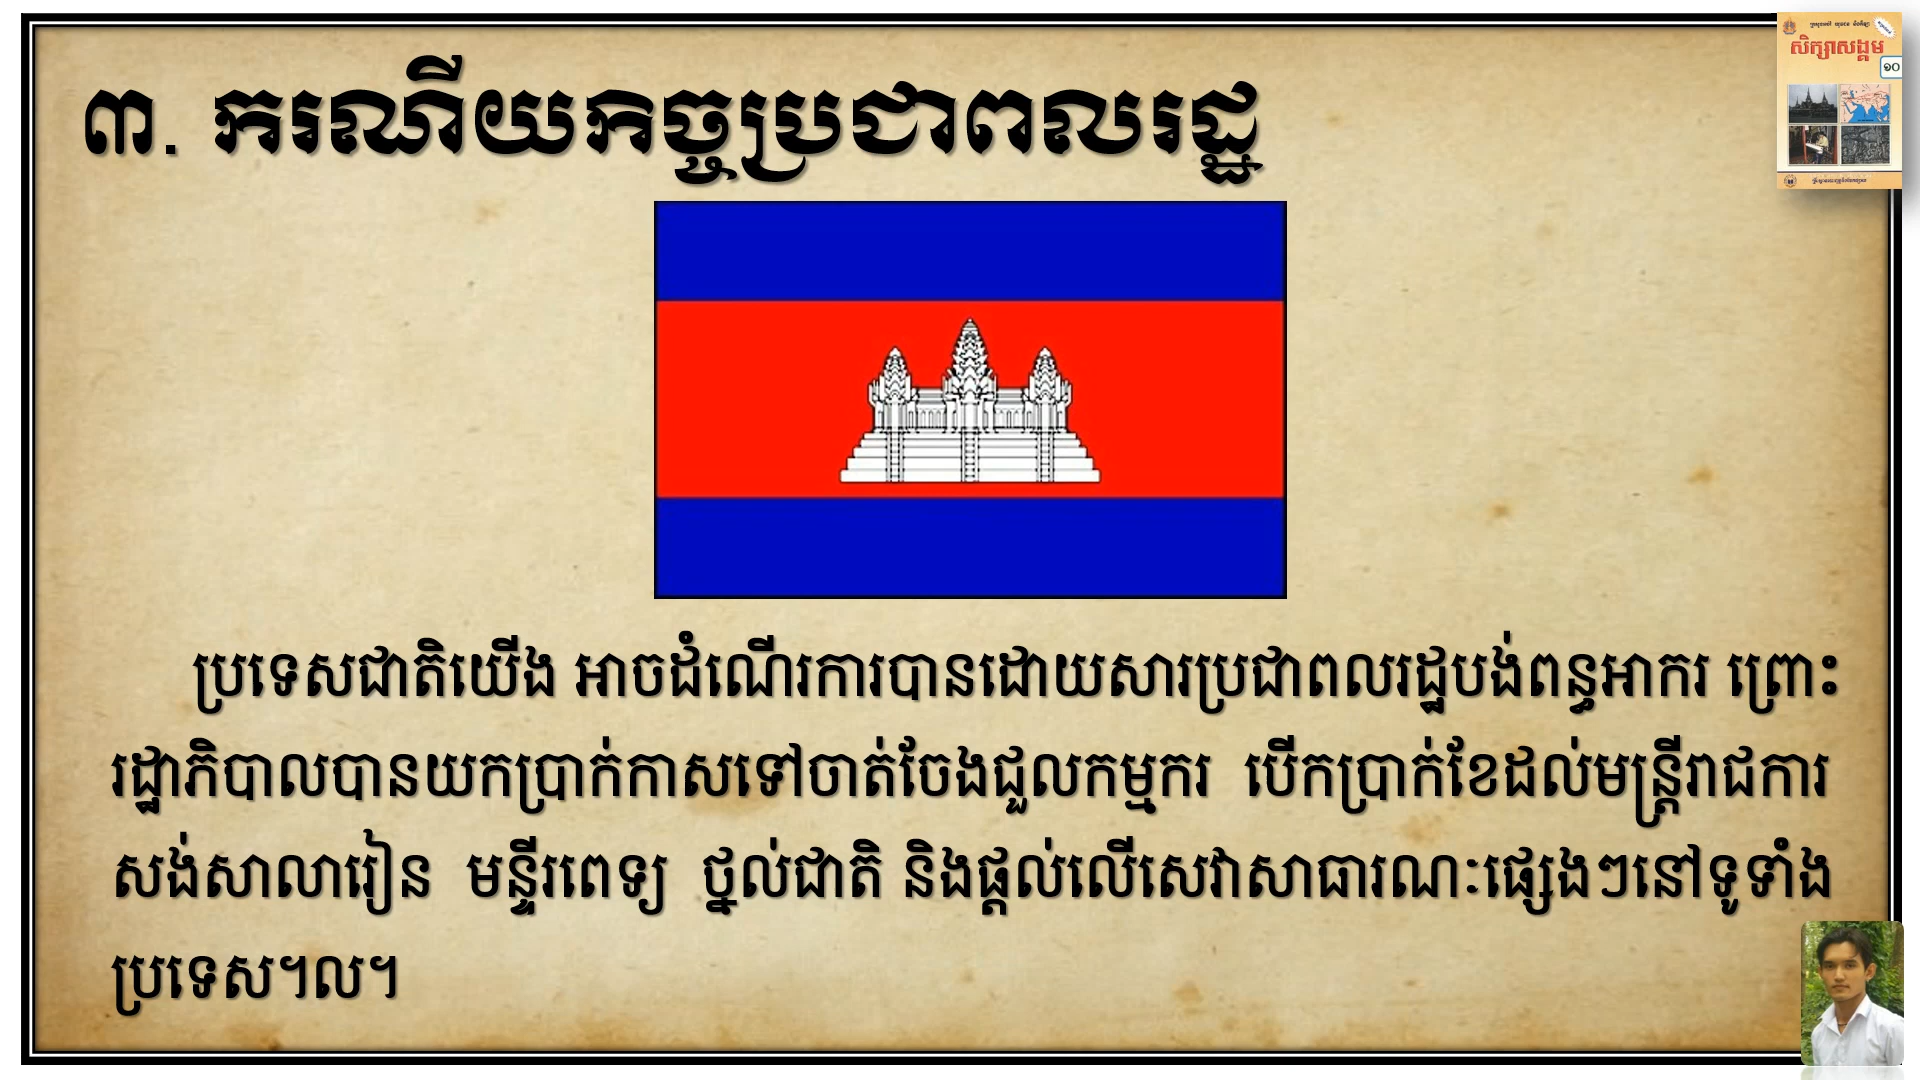 ៣. ករណីយកិច្ចប្រជាពលរដ្ឋ
សិក្សាសង្គម
១០
ប្រទេសជាតិយើង អាចដំណើរការបានដោយសារប្រជាពលរដ្ឋបង់ពន្ធអាករ ព្រោះ
រដ្ឋាភិបាលបានយកប្រាក់កាសទៅចាត់ចែងជួលកម្មករ បើកប្រាក់ខែដល់មន្ត្រីរាជការ
សង់សាលារៀន មន្ទីរពេទ្យ ថ្នល់ជាតិ និងផ្តល់លើសេវាសាធារណៈផ្សេងៗនៅទូទាំង
ប្រទេស។ល។